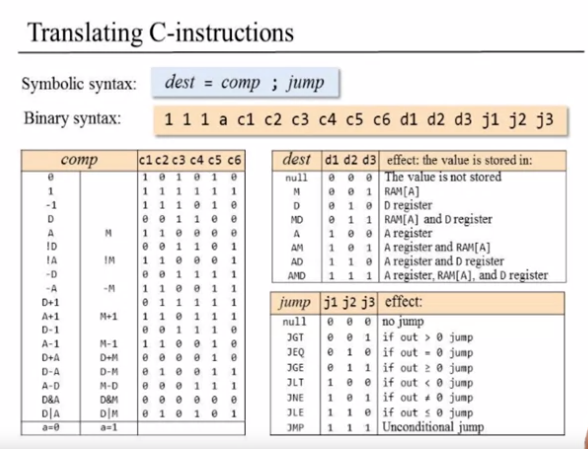 Translating C-instructions
Symbolic syntax: dest = comp ; jump
Binary syntax: 1 1 1 a c1 c2 c3 c4 c5 c6 d1 d2 d3 j1 j2 j3
comp c1 c2 c3 c4 c5 c6
0 1 0 1 0 1 0
1 1 1 1 1 1 1
-1 1 1 1 0 1 0
D 0 0 1 1 0 0
A M 1 1 0 0 0 0
!D 0 0 1 1 0 1
!A !M 1 1 0 0 0 1
-D 0 0 1 1 1 1
-A -M 1 1 0 0 1 1
D+1 0 1 1 1 1 1
A+1 M+1 1 1 0 1 1 1
D-1 0 0 1 1 1 0
A-1 M-1 1 1 0 0 1 0
D+A D+M 0 0 0 0 1 0
D-A D-M 0 1 0 0 1 1
A-D M-D 0 0 0 1 1 1
D&A D&M 0 0 0 0 0 0
D|A D|M 0 1 0 1 0 1
a=0 a=1
dest d1 d2 d3 effect: the value is stored in:
null 0 0 0 The value is not stored
M 0 0 1 RAM[A]
D 0 1 0 D register
MD 0 1 1 RAM[A] and D register
A 1 0 0 A register
AM 1 0 1 A register and RAM[A]
AD 1 1 0 A register and D register
AMD 1 1 1 A register, RAM[A], and D register
jump j1 j2 j3 effect:
null 0 0 0 no jump
JGT 0 0 1 if out > 0 jump
JEQ 0 1 0 if out = 0 jump
JGE 0 1 1 if out ≥ 0 jump
JLT 1 0 0 if out < 0 jump
JNE 1 0 1 if out ≠ 0 jump
JLE 1 1 0 if out ≤ 0 jump
JMP 1 1 1 Unconditional jump